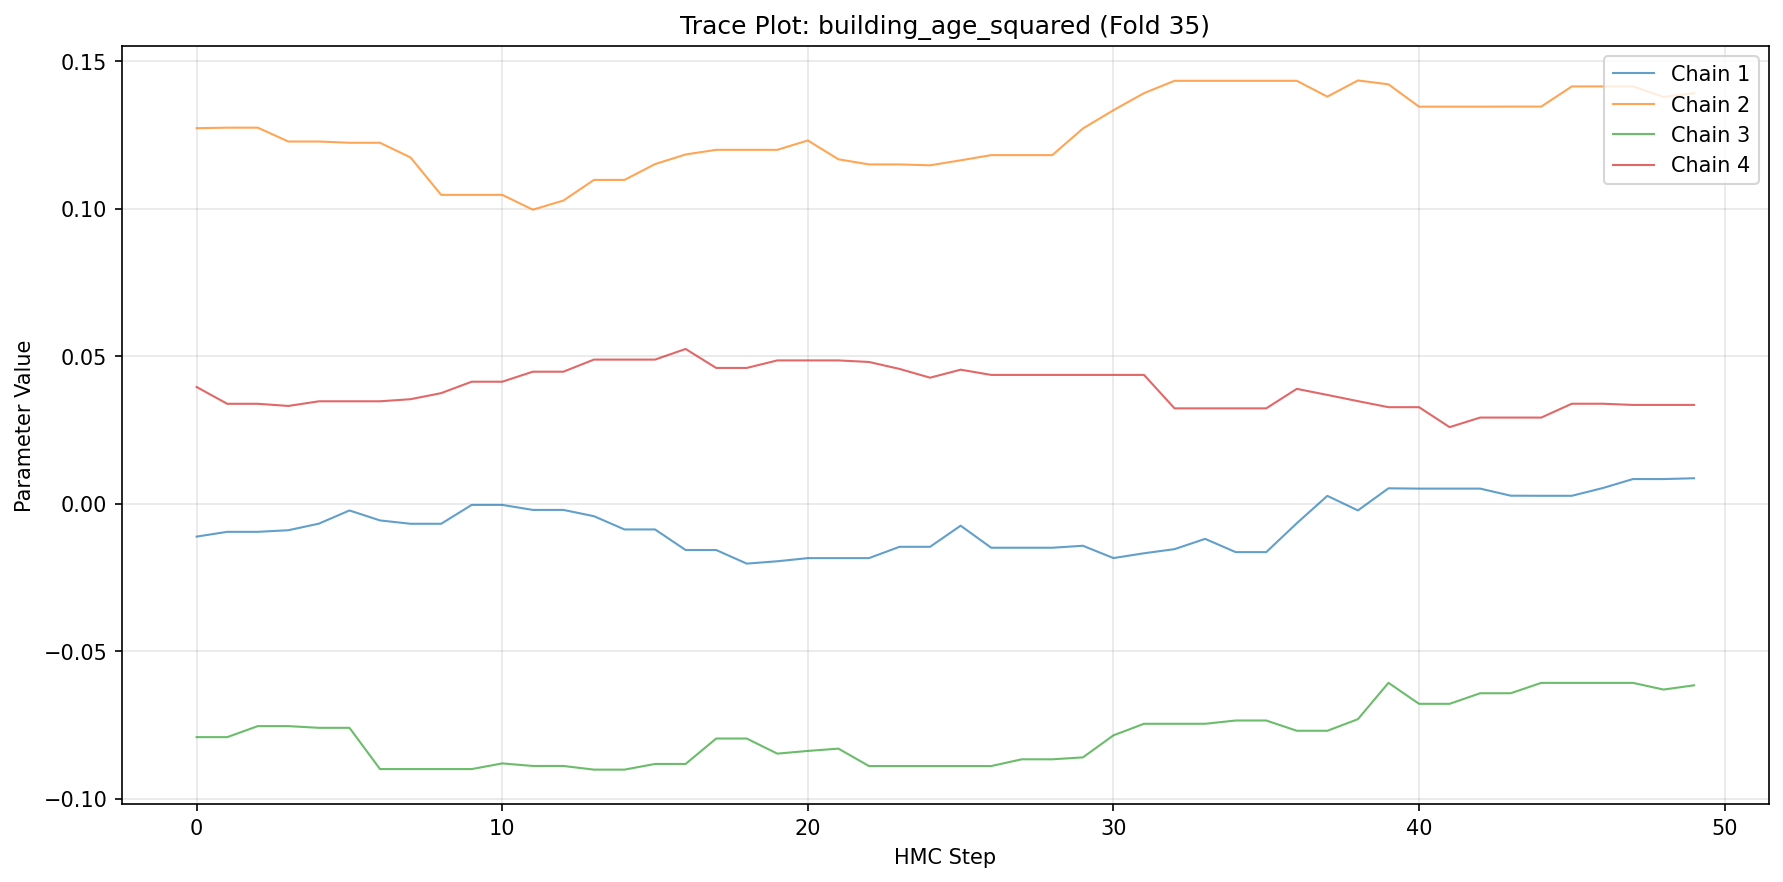 Trace Plot: building_age_squared (Fold 35)
Chain 1
Chain 2
Chain 3
Chain 4
0.15
0.10
0.05
0.00
−0.05
−0.10
Parameter Value
0 10 20 30 40 50
HMC Step